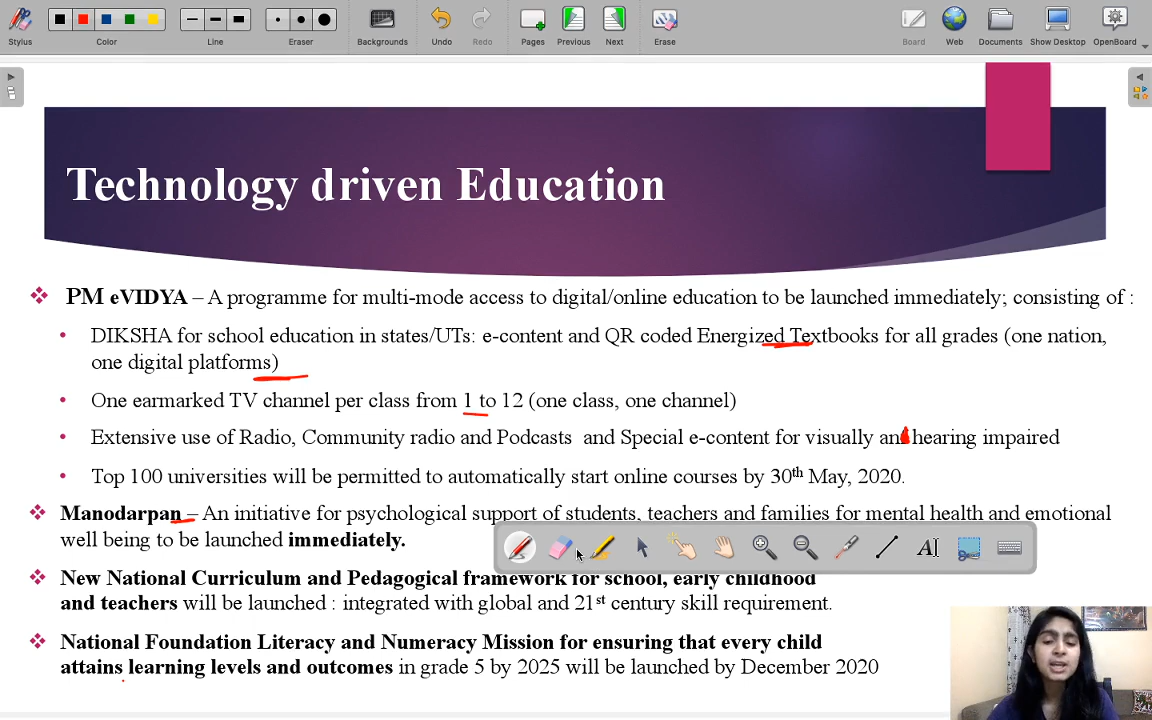 Stylus
Color
Line
Eraser
Backgrounds
Undo
Redo
Pages
Previous
Next
Erase
Board
Web
Documents
Show Desktop
OpenBoard
Technology driven Education
PM eVIDYA – A programme for multi-mode access to digital/online education to be launched immediately; consisting of :
DIKSHA for school education in states/UTs: e-content and QR coded Energized Textbooks for all grades (one nation,
one digital platforms)
One earmarked TV channel per class from 1 to 12 (one class, one channel)
Extensive use of Radio, Community radio and Podcasts and Special e-content for visually and hearing impaired
Top 100 universities will be permitted to automatically start online courses by 30th May, 2020.
Manodarpan – An initiative for psychological support of students, teachers and families for mental health and emotional
well being to be launched immediately.
New National Curriculum and Pedagogical framework for school, early childhood
and teachers will be launched : integrated with global and 21st century skill requirement.
National Foundation Literacy and Numeracy Mission for ensuring that every child
attains learning levels and outcomes in grade 5 by 2025 will be launched by December 2020